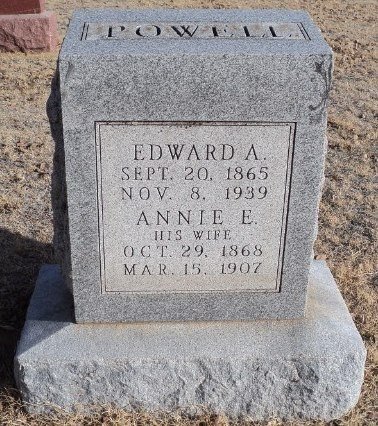 POWELL
EDWARD A.
SEPT. 20, 1865
NOV. 8, 1939
ANNIE E.
HIS WIFE
OCT. 29, 1868
MAR. 15, 1907